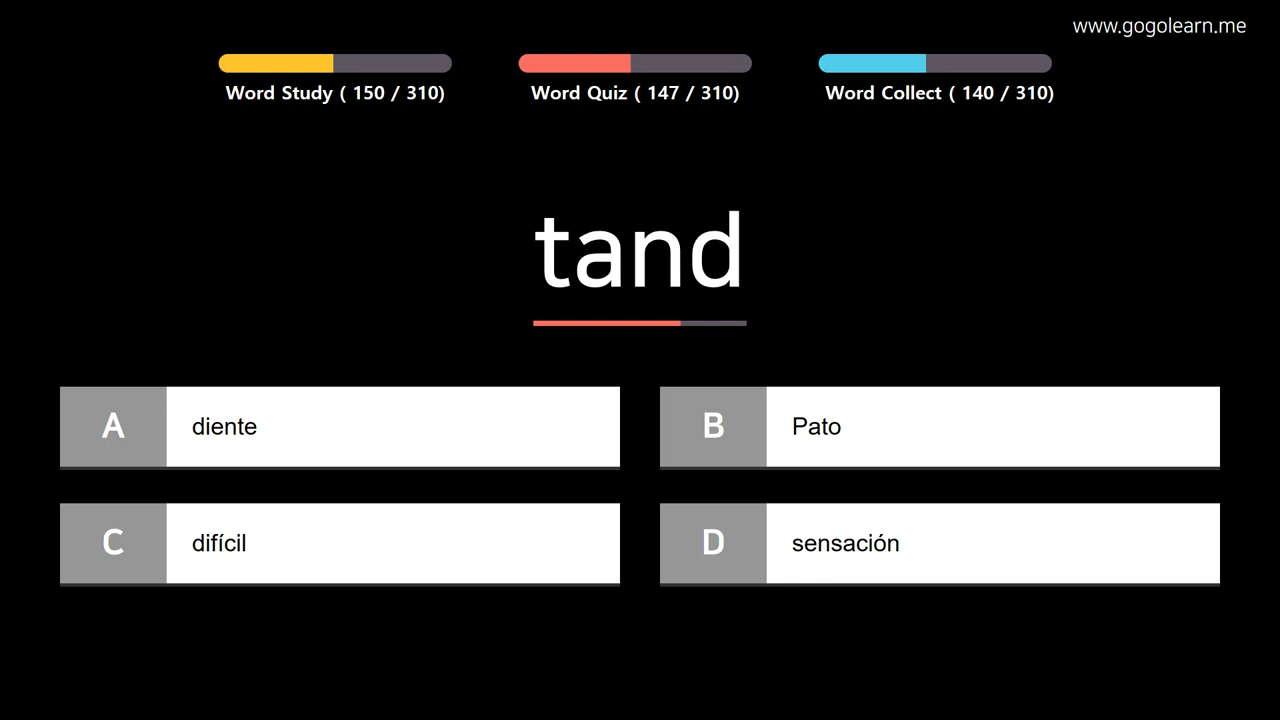 www.gogolearn.me
Word Study ( 150 / 310)
Word Quiz ( 147 / 310)
Word Collect ( 140 / 310)
tand
A diente
B Pato
C difícil
D sensación